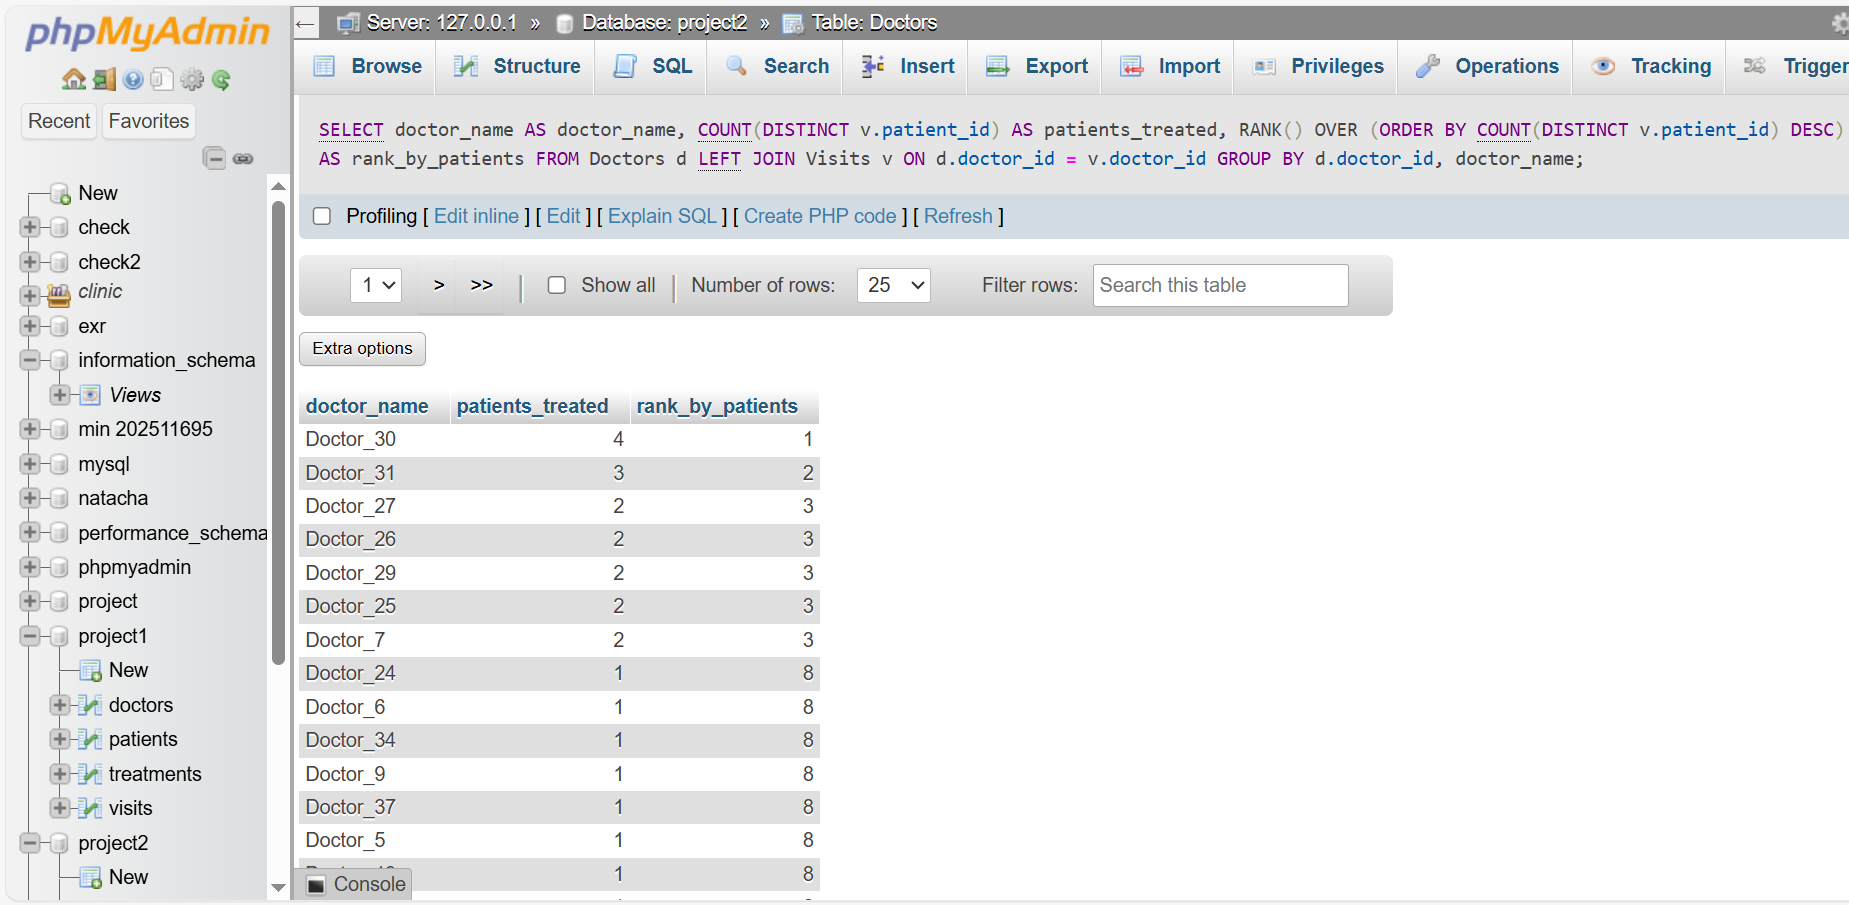 phpMyAdmin
Recent Favorites
New
check
check2
clinic
exr
information_schema
Views
min 202511695
mysql
natacha
performance_schema
phpmyadmin
project
project1
New
doctors
patients
treatments
visits
project2
New
Server: 127.0.0.1 » Database: project2 » Table: Doctors
Browse Structure SQL Search Insert Export Import Privileges Operations Tracking Trigger
SELECT doctor_name AS doctor_name, COUNT(DISTINCT v.patient_id) AS patients_treated, RANK() OVER (ORDER BY COUNT(DISTINCT v.patient_id) DESC)
AS rank_by_patients FROM Doctors d LEFT JOIN Visits v ON d.doctor_id = v.doctor_id GROUP BY d.doctor_id, doctor_name;
Profiling [ Edit inline ] [ Edit ] [ Explain SQL ] [ Create PHP code ] [ Refresh ]
1 > >> | Show all | Number of rows: 25 Filter rows: Search this table
Extra options
doctor_name patients_treated rank_by_patients
Doctor_30 4 1
Doctor_31 3 2
Doctor_27 2 3
Doctor_26 2 3
Doctor_29 2 3
Doctor_25 2 3
Doctor_7 2 3
Doctor_24 1 8
Doctor_6 1 8
Doctor_34 1 8
Doctor_9 1 8
Doctor_37 1 8
Doctor_5 1 8
1 8
Console